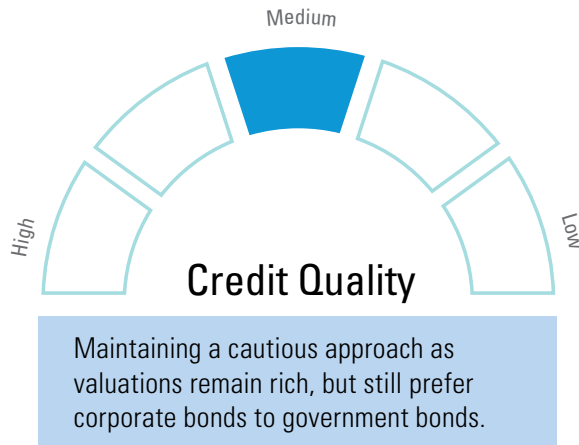 Medium
High
Low
Credit Quality
Maintaining a cautious approach as
valuations remain rich, but still prefer
corporate bonds to government bonds.